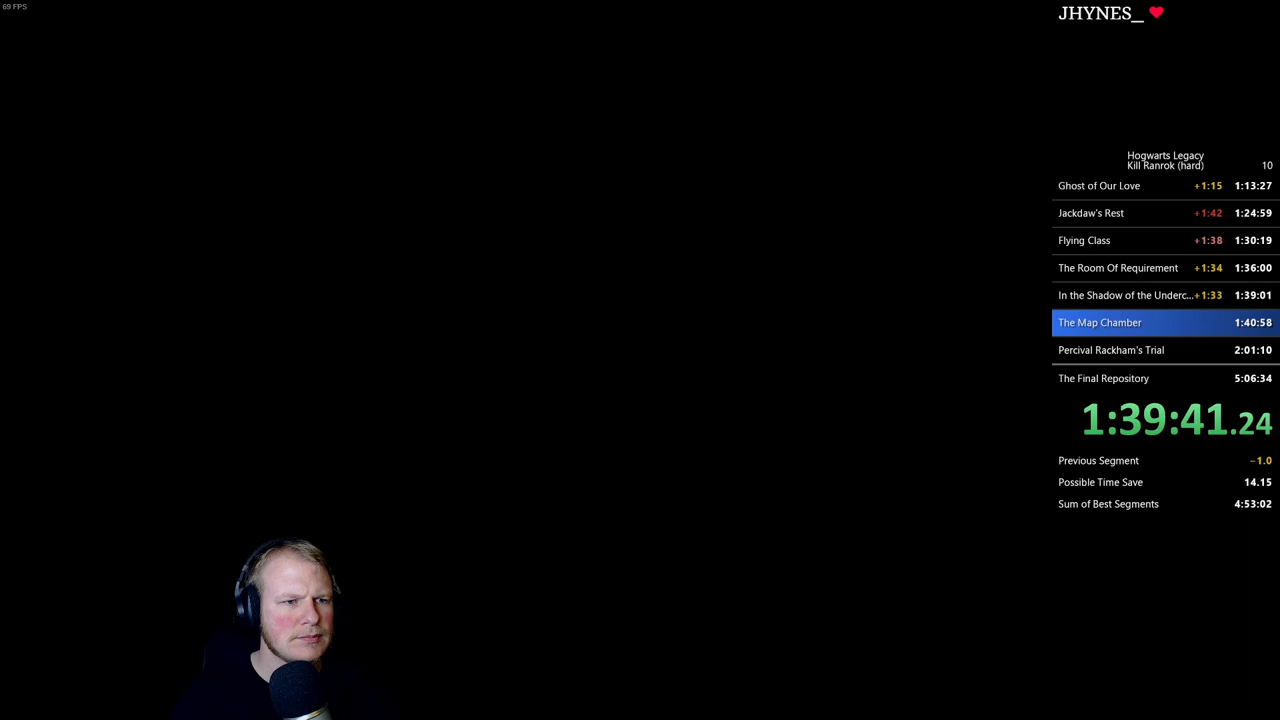 69 FPS
JHYNES_ ❤
Hogwarts Legacy
Kill Ranrok (hard) 10
Ghost of Our Love +1:15 1:13:27
Jackdaw's Rest +1:42 1:24:59
Flying Class +1:38 1:30:19
The Room Of Requirement +1:34 1:36:00
In the Shadow of the Underc... +1:33 1:39:01
The Map Chamber 1:40:58
Percival Rackham's Trial 2:01:10
The Final Repository 5:06:34
1:39:41.24
Previous Segment −1.0
Possible Time Save 14.15
Sum of Best Segments 4:53:02